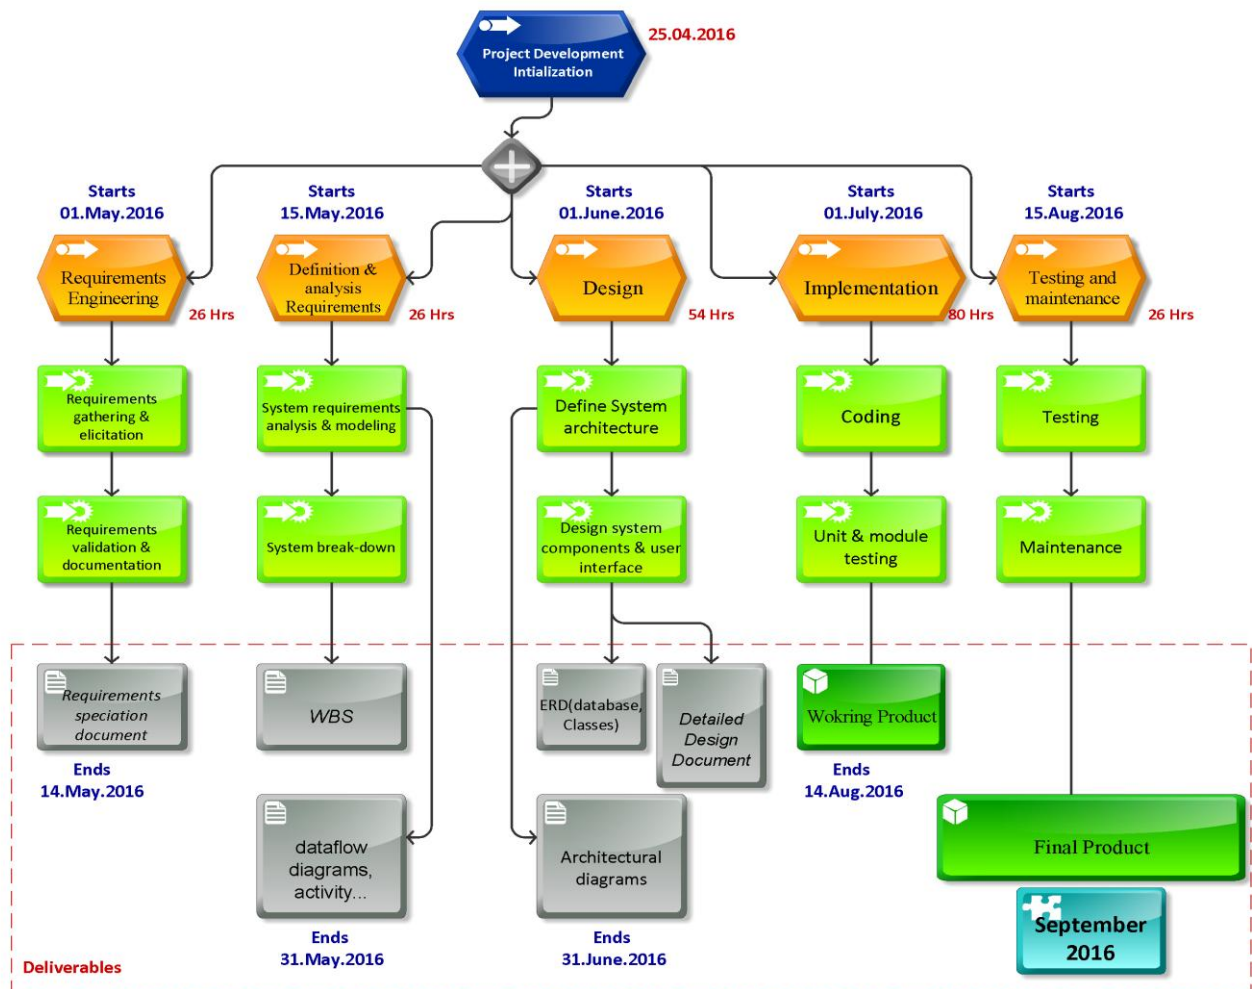 Project Development
Intialization
25.04.2016
Starts
01.May.2016
Starts
15.May.2016
Starts
01.June.2016
Starts
01.July.2016
Starts
15.Aug.2016
Requirements
Engineering
26 Hrs
Definition &
analysis
Requirements
26 Hrs
Design
54 Hrs
Implementation
80 Hrs
Testing and
maintenance
26 Hrs
Requirements
gathering &
elicitation
System requirements
analysis & modeling
Define System
architecture
Coding
Testing
Requirements
validation &
documentation
System break-down
Design system
components & user
interface
Unit & module
testing
Maintenance
Requirements
speciation
document
WBS
ERD(database,
Classes)
Detailed
Design
Document
Wokring Product
Ends
14.May.2016
Ends
14.Aug.2016
dataflow
diagrams,
activity...
Architectural
diagrams
Final Product
Ends
31.May.2016
Ends
31.June.2016
September
2016
Deliverables